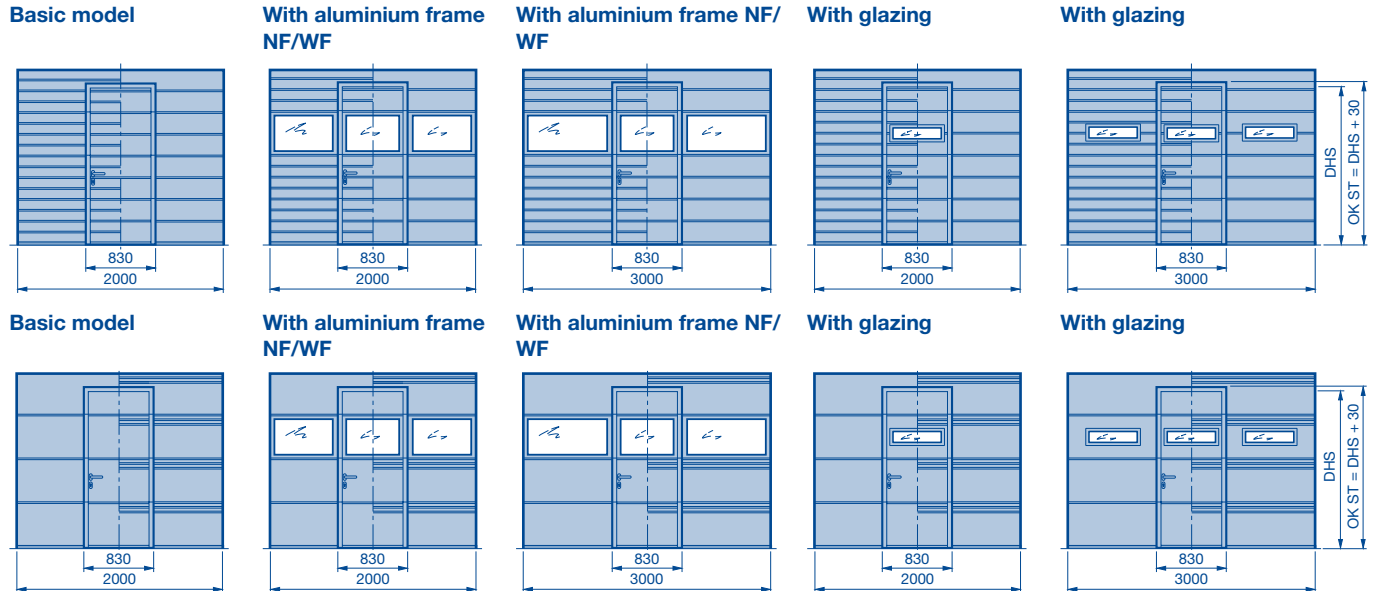 Basic model
With aluminium frame
NF/WF
With aluminium frame NF/
WF
With glazing
With glazing
830
2000
830
2000
830
3000
830
2000
830
3000
DHS
OK ST = DHS + 30
Basic model
With aluminium frame
NF/WF
With aluminium frame NF/
WF
With glazing
With glazing
830
2000
830
2000
830
3000
830
2000
830
3000
DHS
OK ST = DHS + 30